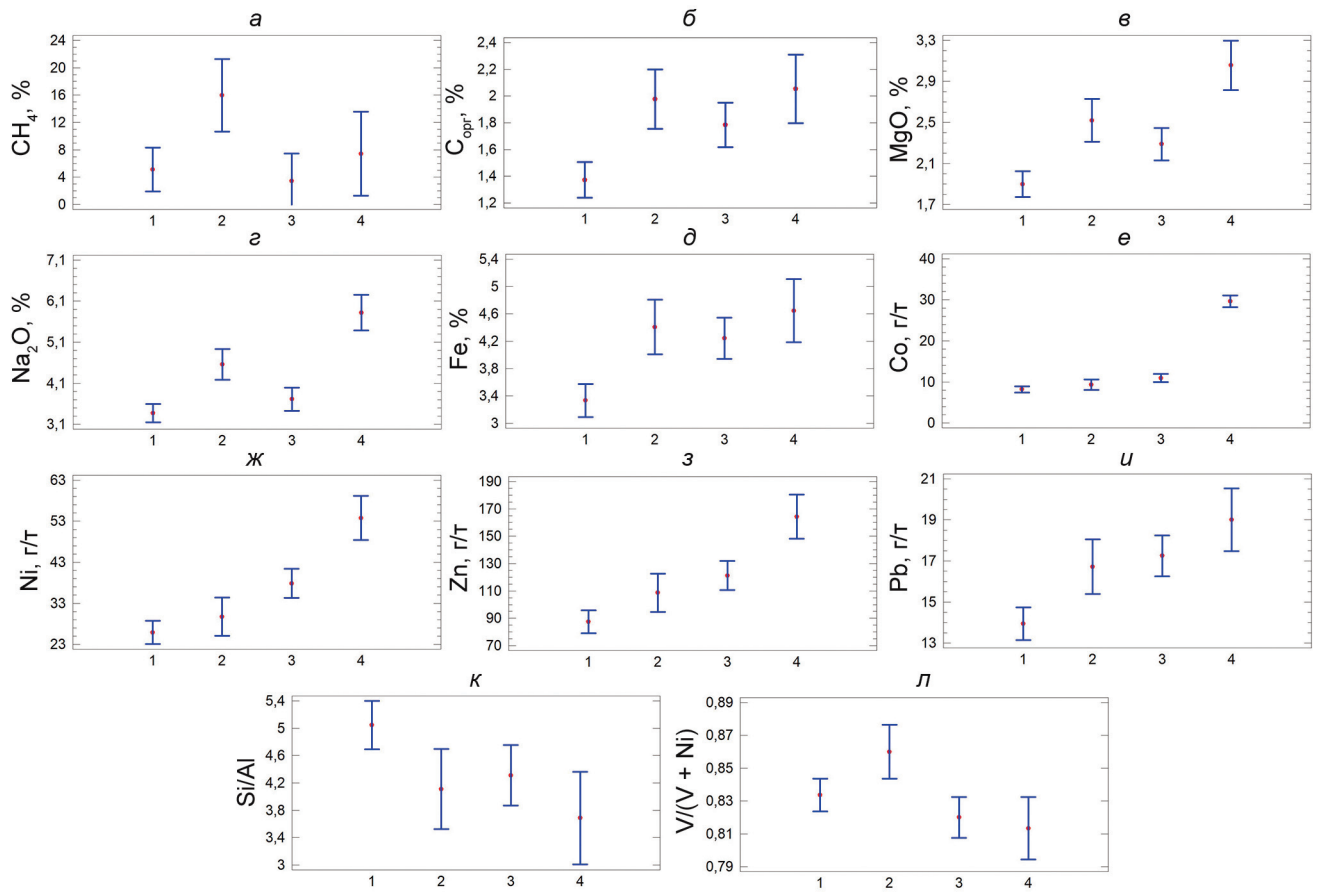 а
CH4, %
24
20
16
12
8
4
0
1 2 3 4
б
Cорг, %
2,4
2,2
2
1,8
1,6
1,4
1,2
1 2 3 4
в
MgO, %
3,3
2,9
2,5
2,1
1,7
1 2 3 4
г
Na2O, %
7,1
6,1
5,1
4,1
3,1
1 2 3 4
д
Fe, %
5,4
5
4,6
4,2
3,8
3,4
3
1 2 3 4
е
Co, г/т
40
30
20
10
0
1 2 3 4
ж
Ni, г/т
63
53
43
33
23
1 2 3 4
з
Zn, г/т
190
170
150
130
110
90
70
1 2 3 4
и
Pb, г/т
21
19
17
15
13
1 2 3 4
к
Si/Al
5,4
5
4,6
4,2
3,8
3,4
3
1 2 3 4
л
V/(V + Ni)
0,89
0,87
0,85
0,83
0,81
0,79
1 2 3 4